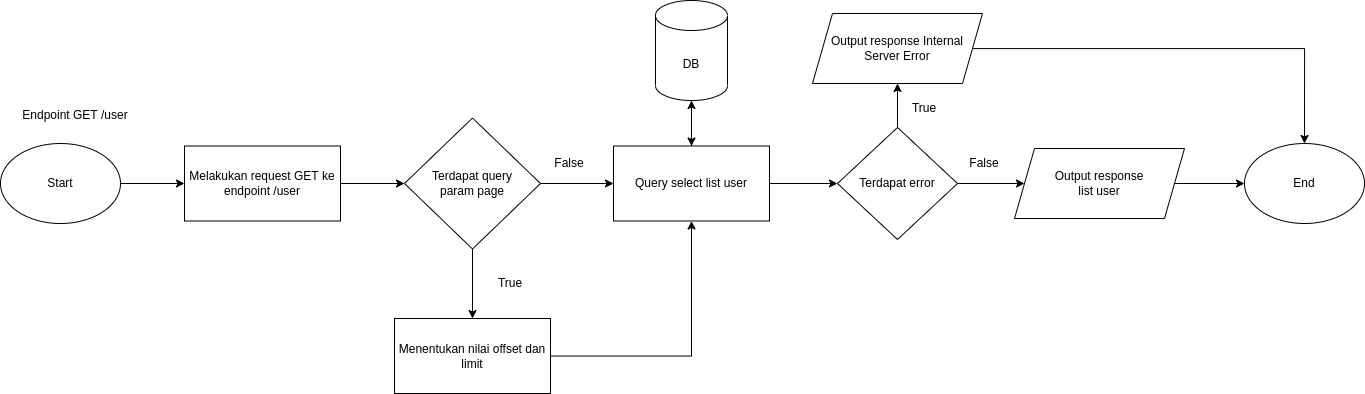 Endpoint GET /user
Start
Melakukan request GET ke
endpoint /user
Terdapat query
param page
False
True
Menentukan nilai offset dan
limit
DB
Query select list user
Terdapat error
True
Output response Internal
Server Error
False
Output response
list user
End